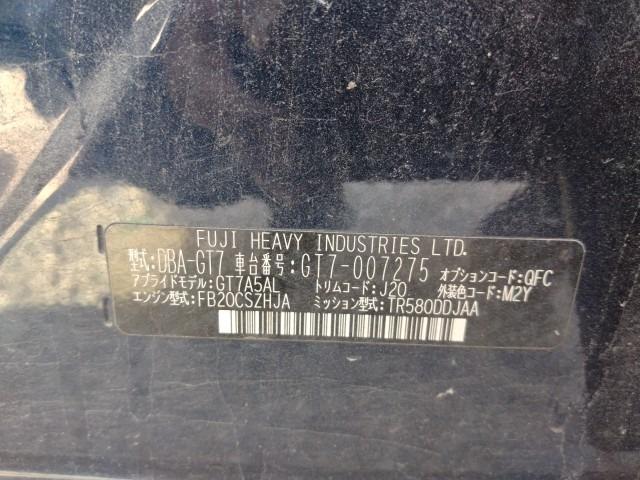 FUJI HEAVY INDUSTRIES LTD.
型式:DBA-GT7 車台番号:GT7-007275 オプションコード:QFC
アプライドモデル:GT7A5AL トリムコード:J20 外装色コード:M2Y
エンジン型式:FB20CSZHJA ミッション型式:TR580DDJAA